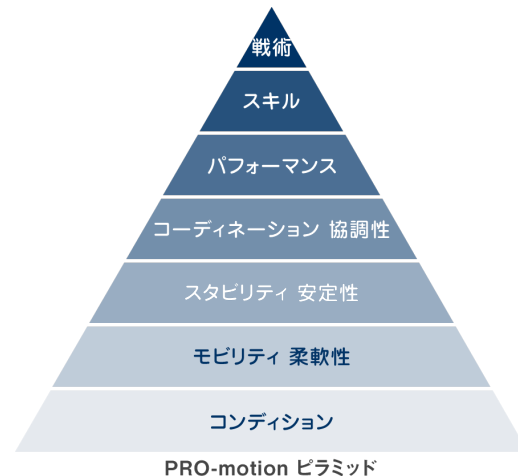 戦術
スキル
パフォーマンス
コーディネーション 協調性
スタビリティ 安定性
モビリティ 柔軟性
コンディション
PRO-motion ピラミッド